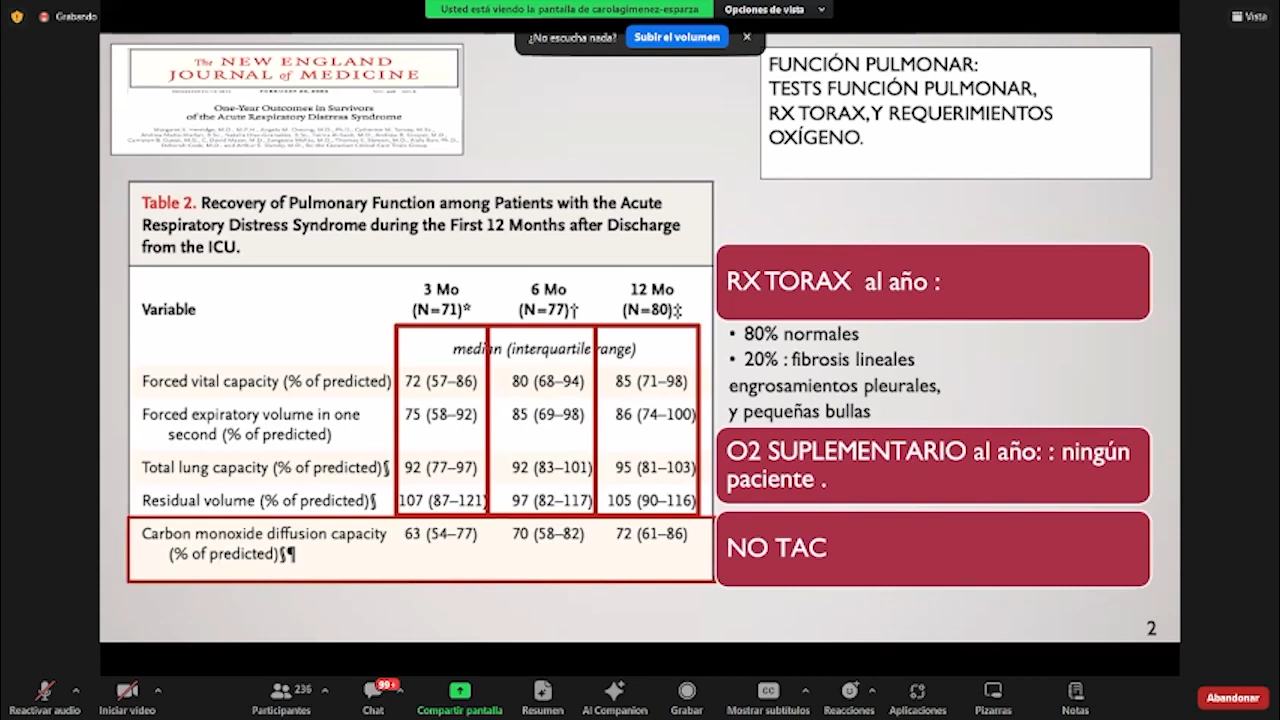 Grabando
Usted está viendo la pantalla de carolagimenez-esparza
Opciones de vista
Vista
¿No escucha nada?
Subir el volumen
The NEW ENGLAND
JOURNAL of MEDICINE
One-Year Outcomes in Survivors
of the Acute Respiratory Distress Syndrome
FUNCIÓN PULMONAR:
TESTS FUNCIÓN PULMONAR,
RX TORAX,Y REQUERIMIENTOS
OXÍGENO.
Table 2. Recovery of Pulmonary Function among Patients with the Acute
Respiratory Distress Syndrome during the First 12 Months after Discharge
from the ICU.
Variable
3 Mo (N=71)* 6 Mo (N=77)† 12 Mo (N=80)‡
median (interquartile range)
Forced vital capacity (% of predicted) 72 (57–86) 80 (68–94) 85 (71–98)
Forced expiratory volume in one 75 (58–92) 85 (69–98) 86 (74–100)
second (% of predicted)
Total lung capacity (% of predicted)§ 92 (77–97) 92 (83–101) 95 (81–103)
Residual volume (% of predicted)§ 107 (87–121) 97 (82–117) 105 (90–116)
Carbon monoxide diffusion capacity 63 (54–77) 70 (58–82) 72 (61–86)
(% of predicted)§¶
RX TORAX al año :
• 80% normales
• 20% : fibrosis lineales
engrosamientos pleurales,
y pequeñas bullas
O2 SUPLEMENTARIO al año: : ningún
paciente .
NO TAC
2
Reactivar audio
Iniciar video
236
Participantes
99+
Chat
Compartir pantalla
Resumen
AI Companion
Grabar
CC
Mostrar subtítulos
Reacciones
Aplicaciones
Pizarras
Notas
Abandonar